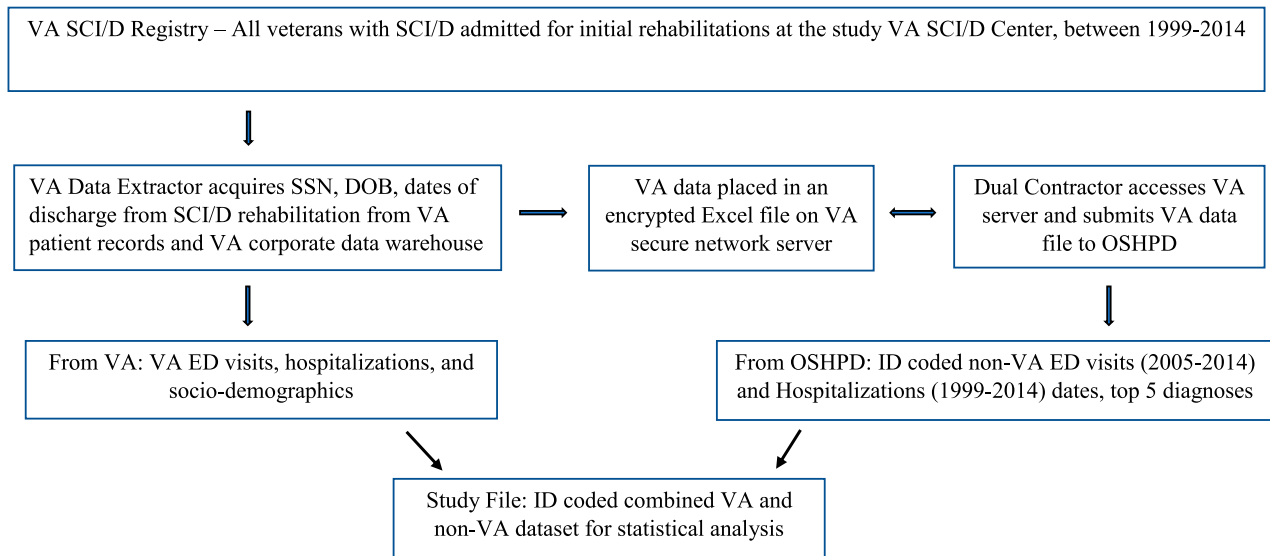 VA SCI/D Registry – All veterans with SCI/D admitted for initial rehabilitations at the study VA SCI/D Center, between 1999-2014
VA Data Extractor acquires SSN, DOB, dates of
discharge from SCI/D rehabilitation from VA
patient records and VA corporate data warehouse
VA data placed in an
encrypted Excel file on VA
secure network server
Dual Contractor accesses VA
server and submits VA data
file to OSHPD
From VA: VA ED visits, hospitalizations, and
socio-demographics
From OSHPD: ID coded non-VA ED visits (2005-2014)
and Hospitalizations (1999-2014) dates, top 5 diagnoses
Study File: ID coded combined VA and
non-VA dataset for statistical analysis